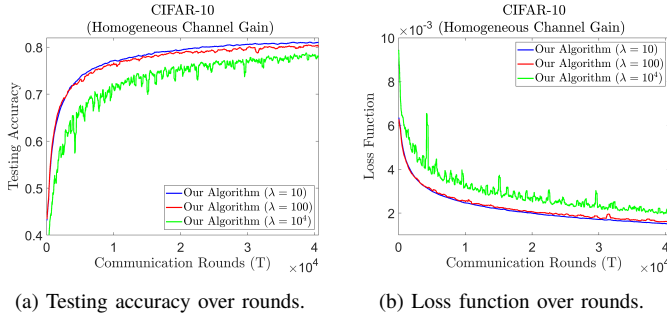 CIFAR-10
(Homogeneous Channel Gain)
0.8
0.7
0.6
0.5
0.4
Testing Accuracy
Our Algorithm (λ = 10)
Our Algorithm (λ = 100)
Our Algorithm (λ = 10⁴)
0 1 2 3 4
Communication Rounds (T)
×10⁴
(a) Testing accuracy over rounds.
CIFAR-10
(Homogeneous Channel Gain)
×10⁻³
10
8
6
4
2
Loss Function
Our Algorithm (λ = 10)
Our Algorithm (λ = 100)
Our Algorithm (λ = 10⁴)
0 1 2 3 4
Communication Rounds (T)
×10⁴
(b) Loss function over rounds.